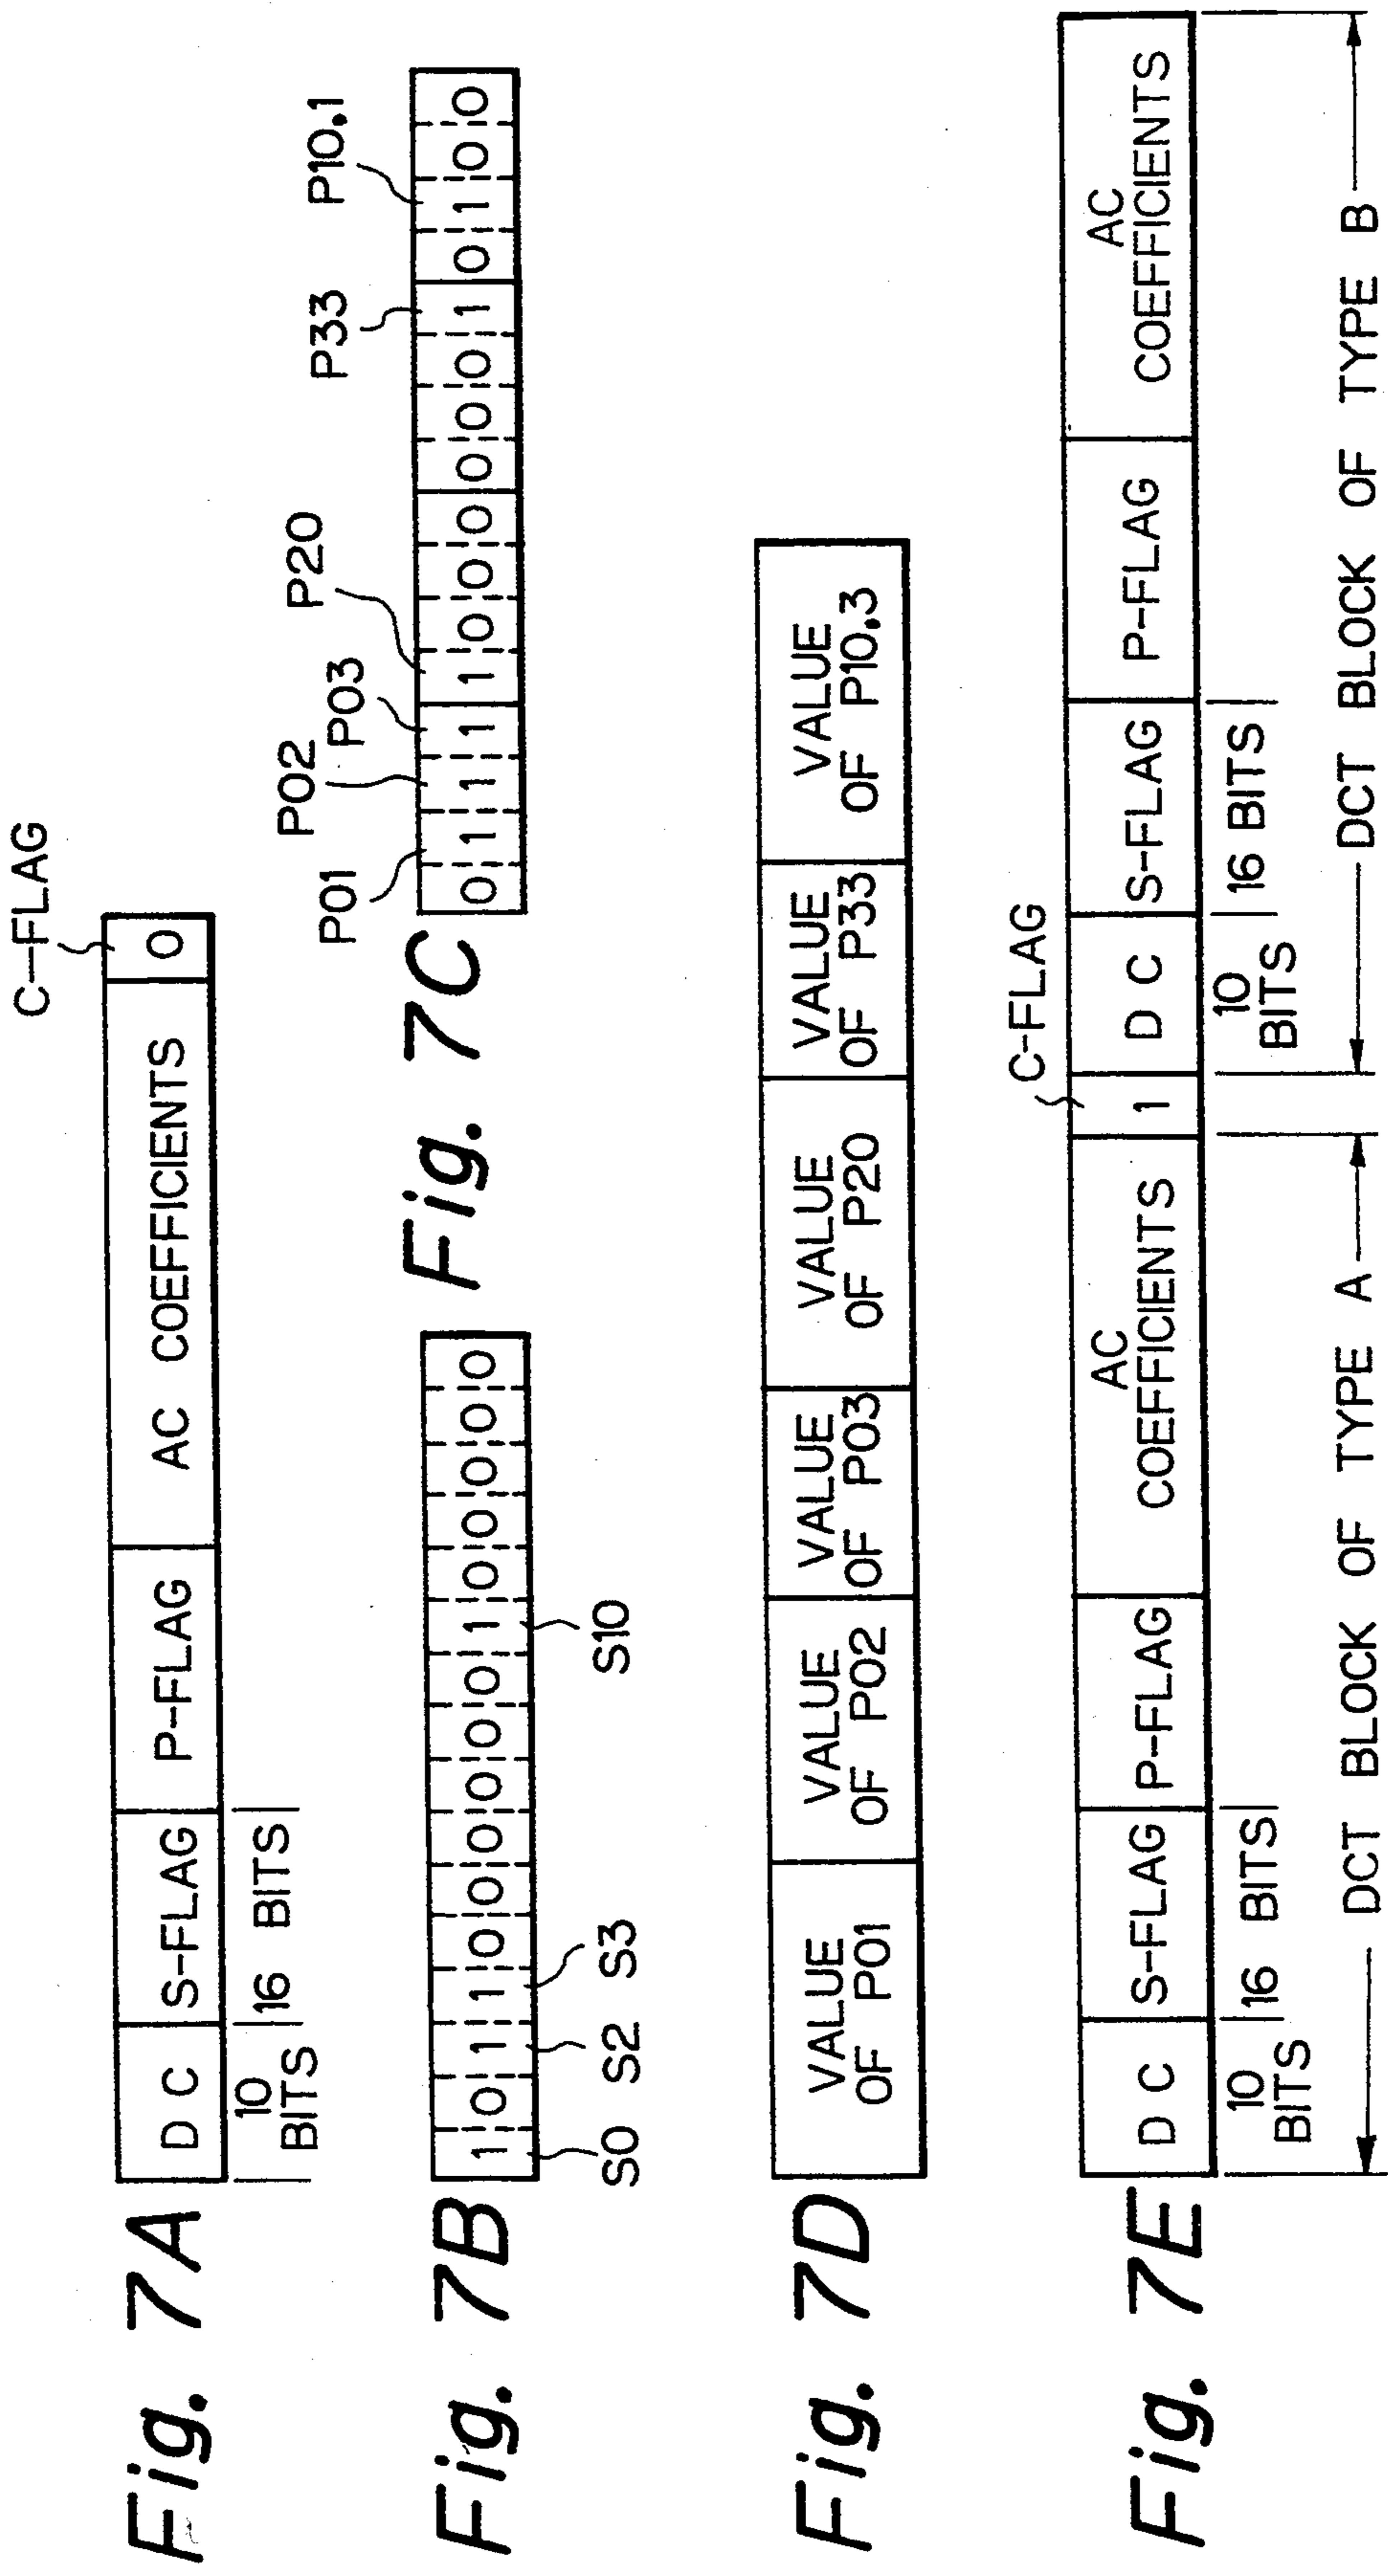 Fig. 7A
D C
S-FLAG
P-FLAG
AC COEFFICIENTS
0
C-FLAG
10
BITS
16 BITS
Fig. 7B
1 0 1 1 0 0 0 0 0 0 1 0 0 0 0 0
S0
S2
S3
S10
Fig. 7C
P01
P02
P03
P20
P33
P10.1
0 1 1 1 1 0 0 0 0 0 0 1 0 1 0 0
Fig. 7D
VALUE
OF P01
VALUE
OF P02
VALUE
OF P03
VALUE
OF P20
VALUE
OF P33
VALUE
OF P10.3
Fig. 7E
C-FLAG
D C
S-FLAG
P-FLAG
AC
COEFFICIENTS
1
D C
S-FLAG
P-FLAG
AC
COEFFICIENTS
10
BITS
16 BITS
10
BITS
16 BITS
DCT BLOCK OF TYPE A
DCT BLOCK OF TYPE B